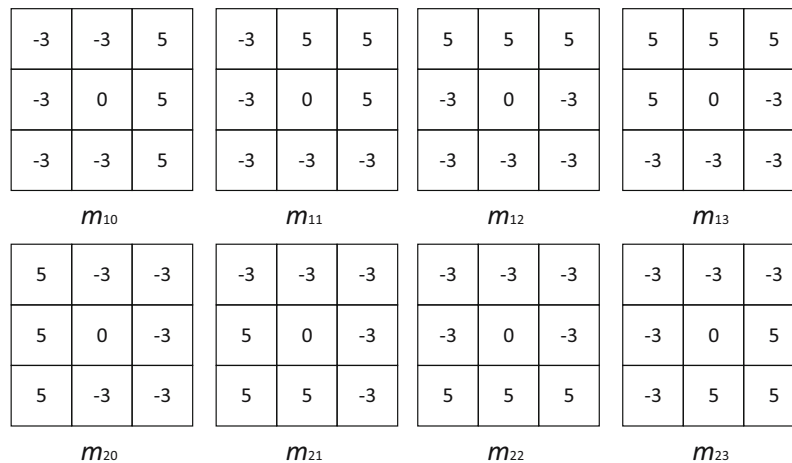 -3 -3 5 -3 5 5 5 5 5 5 5 5
-3 0 5 -3 0 5 -3 0 -3 5 0 -3
-3 -3 5 -3 -3 -3 -3 -3 -3 -3 -3 -3
m10 m11 m12 m13
5 -3 -3 -3 -3 -3 -3 -3 -3 -3 -3 -3
5 0 -3 5 0 -3 -3 0 -3 -3 0 5
5 -3 -3 5 5 -3 5 5 5 -3 5 5
m20 m21 m22 m23